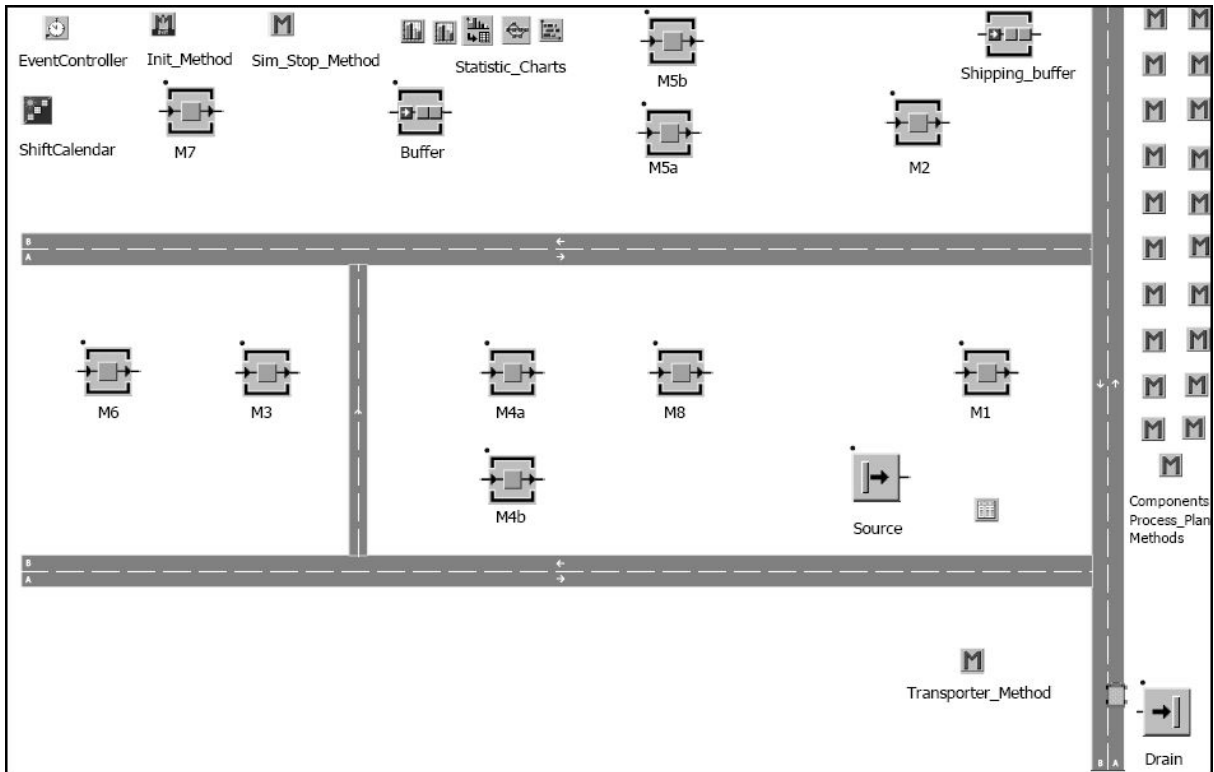 EventController
Init_Method
Sim_Stop_Method
Statistic_Charts
M5b
Shipping_buffer
ShiftCalendar
M7
Buffer
M5a
M2
B
A
M6
M3
M4a
M8
M1
M4b
Source
Components
Process_Plan
Methods
B
A
Transporter_Method
B A
Drain